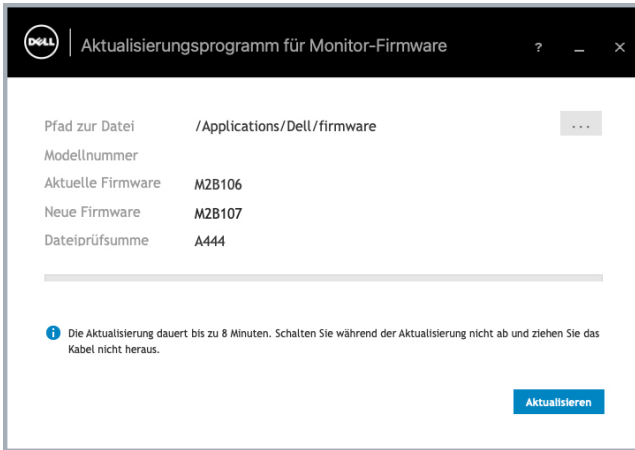 DELL
Aktualisierungsprogramm für Monitor-Firmware ?
Pfad zur Datei /Applications/Dell/firmware ...
Modellnummer
Aktuelle Firmware M2B106
Neue Firmware M2B107
Dateiprüfsumme A444
Die Aktualisierung dauert bis zu 8 Minuten. Schalten Sie während der Aktualisierung nicht ab und ziehen Sie das
Kabel nicht heraus.
Aktualisieren